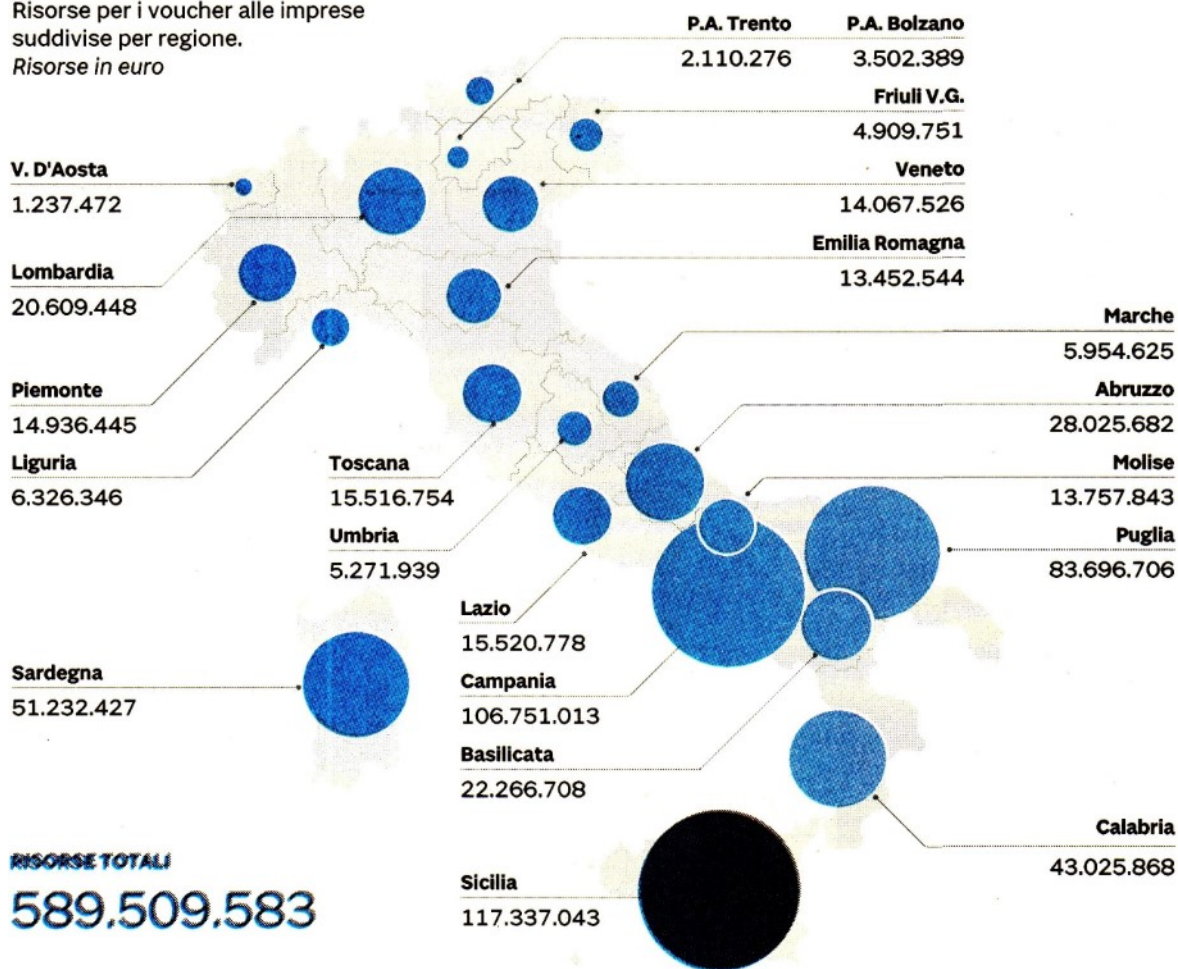 Risorse per i voucher alle imprese
suddivise per regione.
Risorse in euro
P.A. Trento
2.110.276
P.A. Bolzano
3.502.389
Friuli V.G.
4.909.751
V. D'Aosta
1.237.472
Veneto
14.067.526
Emilia Romagna
13.452.544
Lombardia
20.609.448
Marche
5.954.625
Piemonte
14.936.445
Abruzzo
28.025.682
Liguria
6.326.346
Toscana
15.516.754
Molise
13.757.843
Umbria
5.271.939
Puglia
83.696.706
Lazio
15.520.778
Sardegna
51.232.427
Campania
106.751.013
Basilicata
22.266.708
Calabria
43.025.868
RISORSE TOTALI
589.509.583
Sicilia
117.337.043